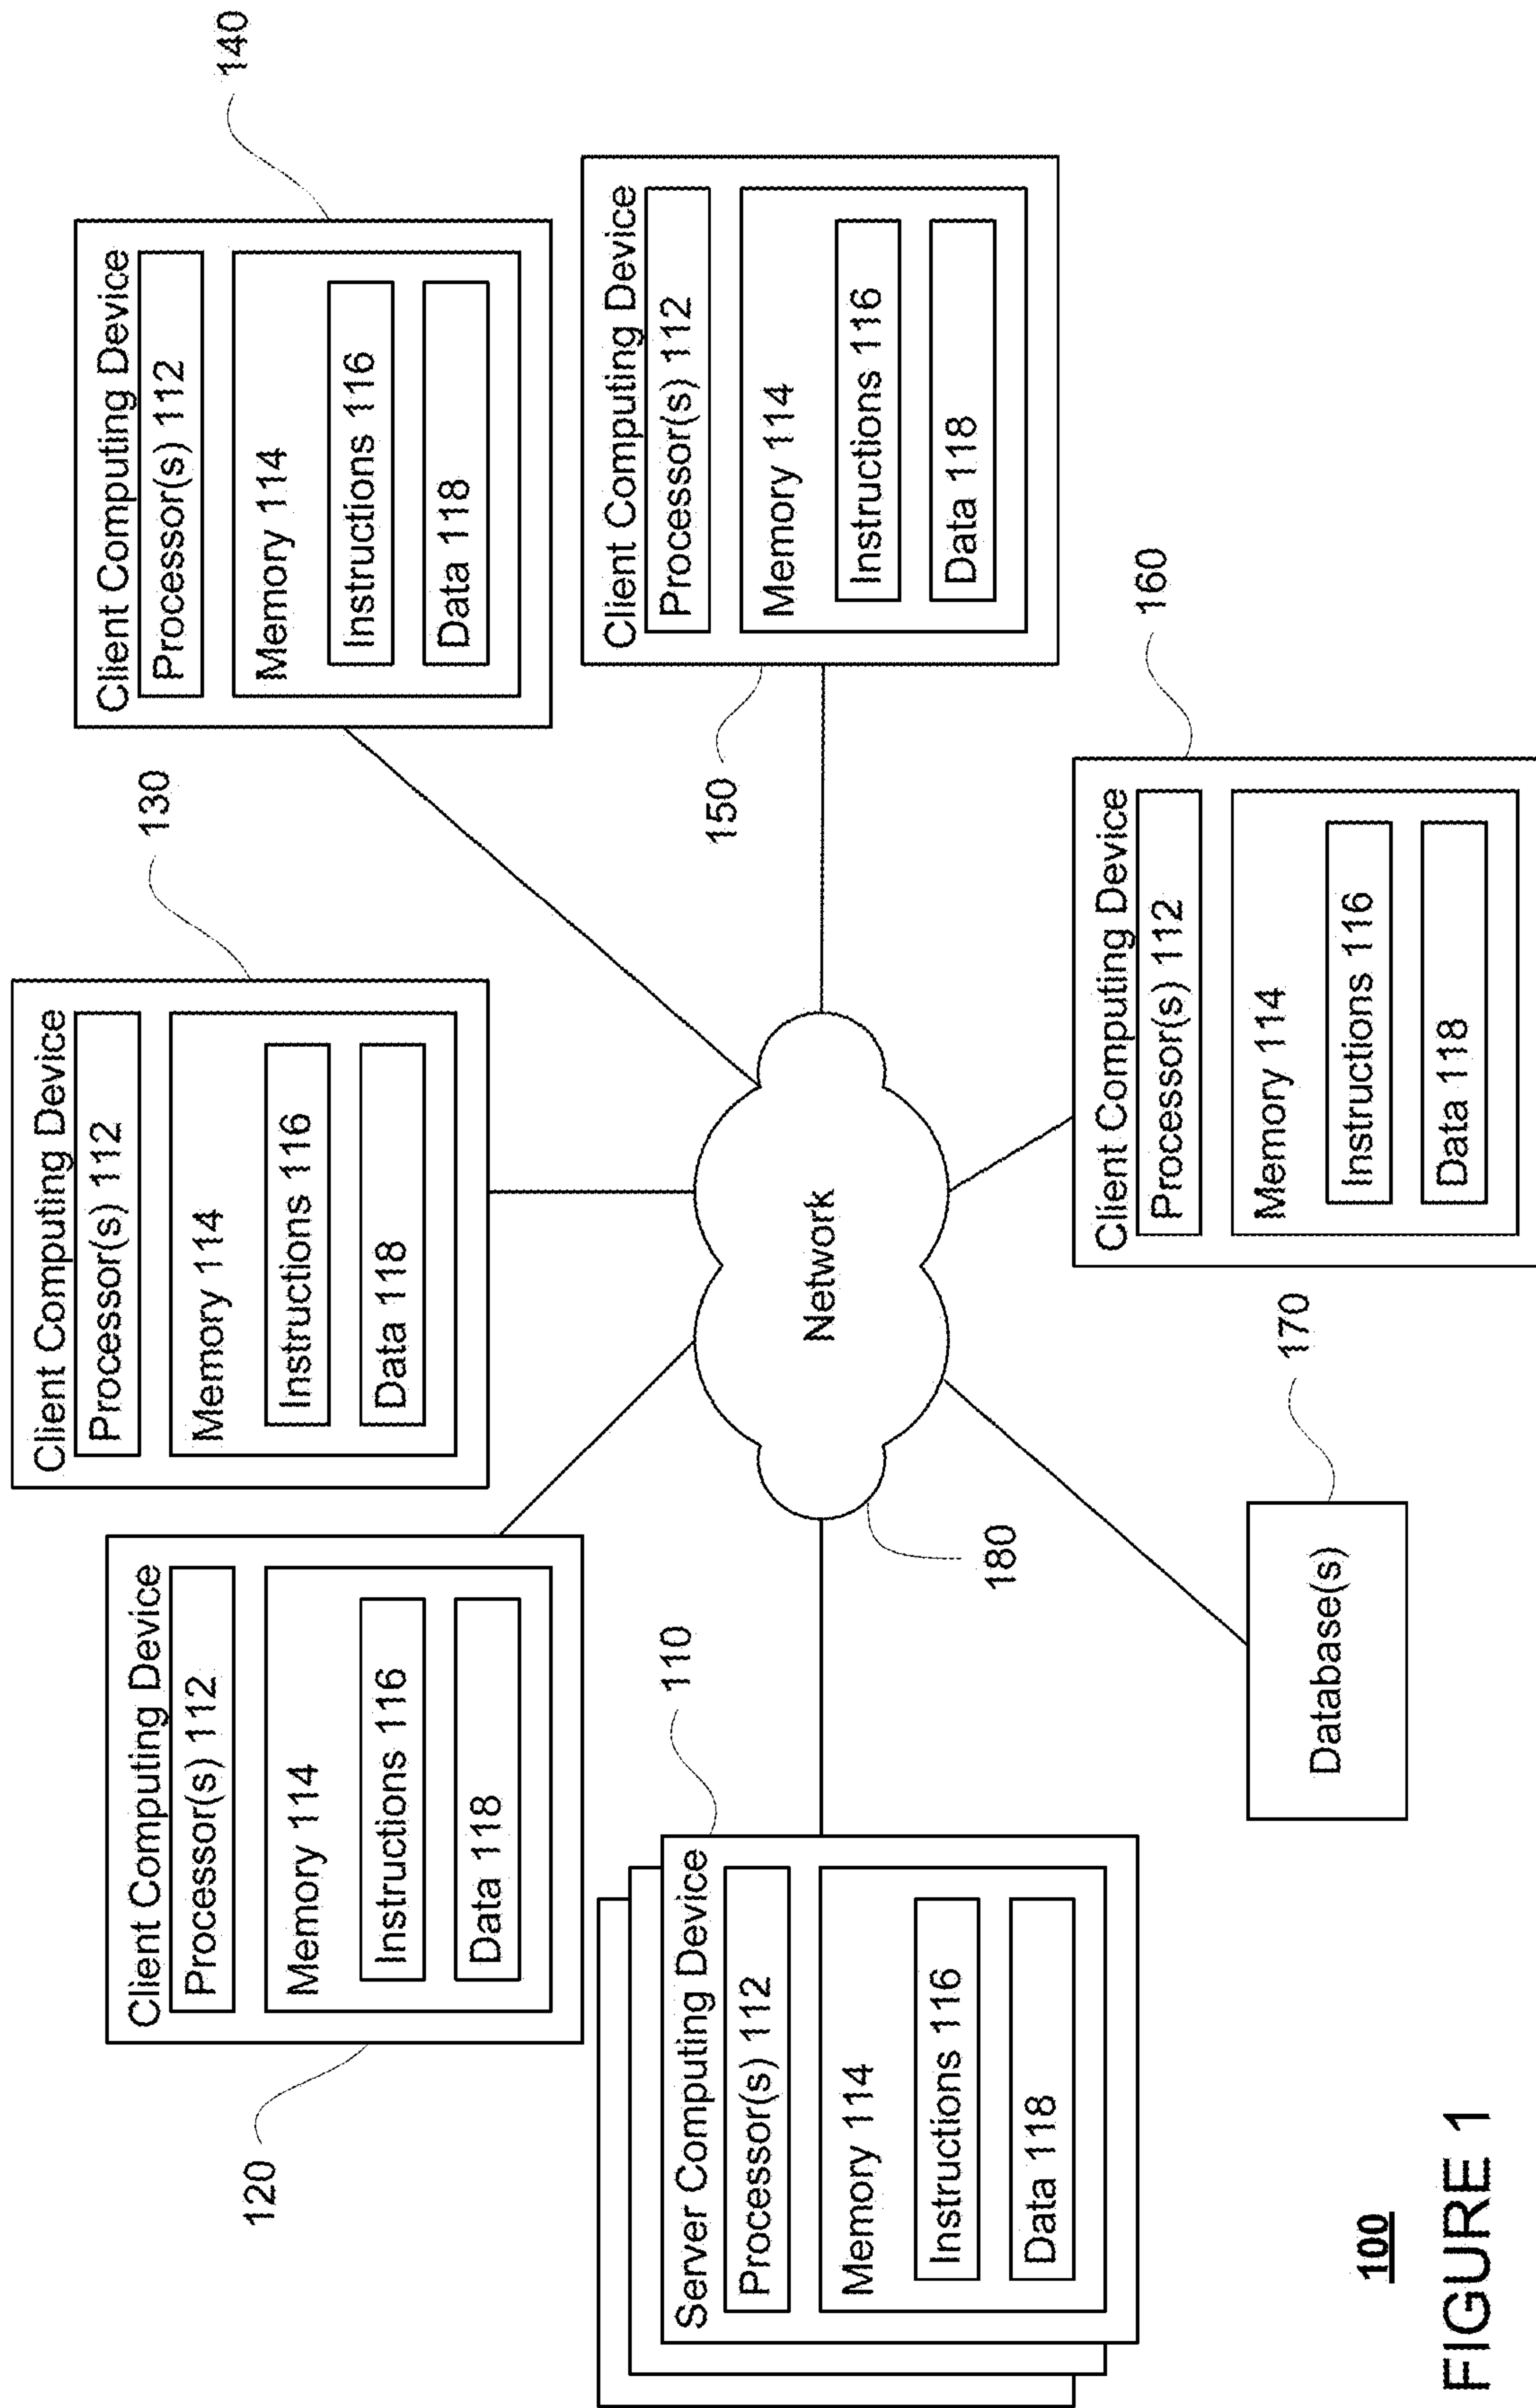 130
Client Computing Device
Processor(s) 112
Memory 114
Instructions 116
Data 118
140
Client Computing Device
Processor(s) 112
Memory 114
Instructions 116
Data 118
120
Client Computing Device
Processor(s) 112
Memory 114
Instructions 116
Data 118
150
Client Computing Device
Processor(s) 112
Memory 114
Instructions 116
Data 118
110
Server Computing Device
Processor(s) 112
Memory 114
Instructions 116
Data 118
Network
180
160
Client Computing Device
Processor(s) 112
Memory 114
Instructions 116
Data 118
170
Database(s)
100
FIGURE 1